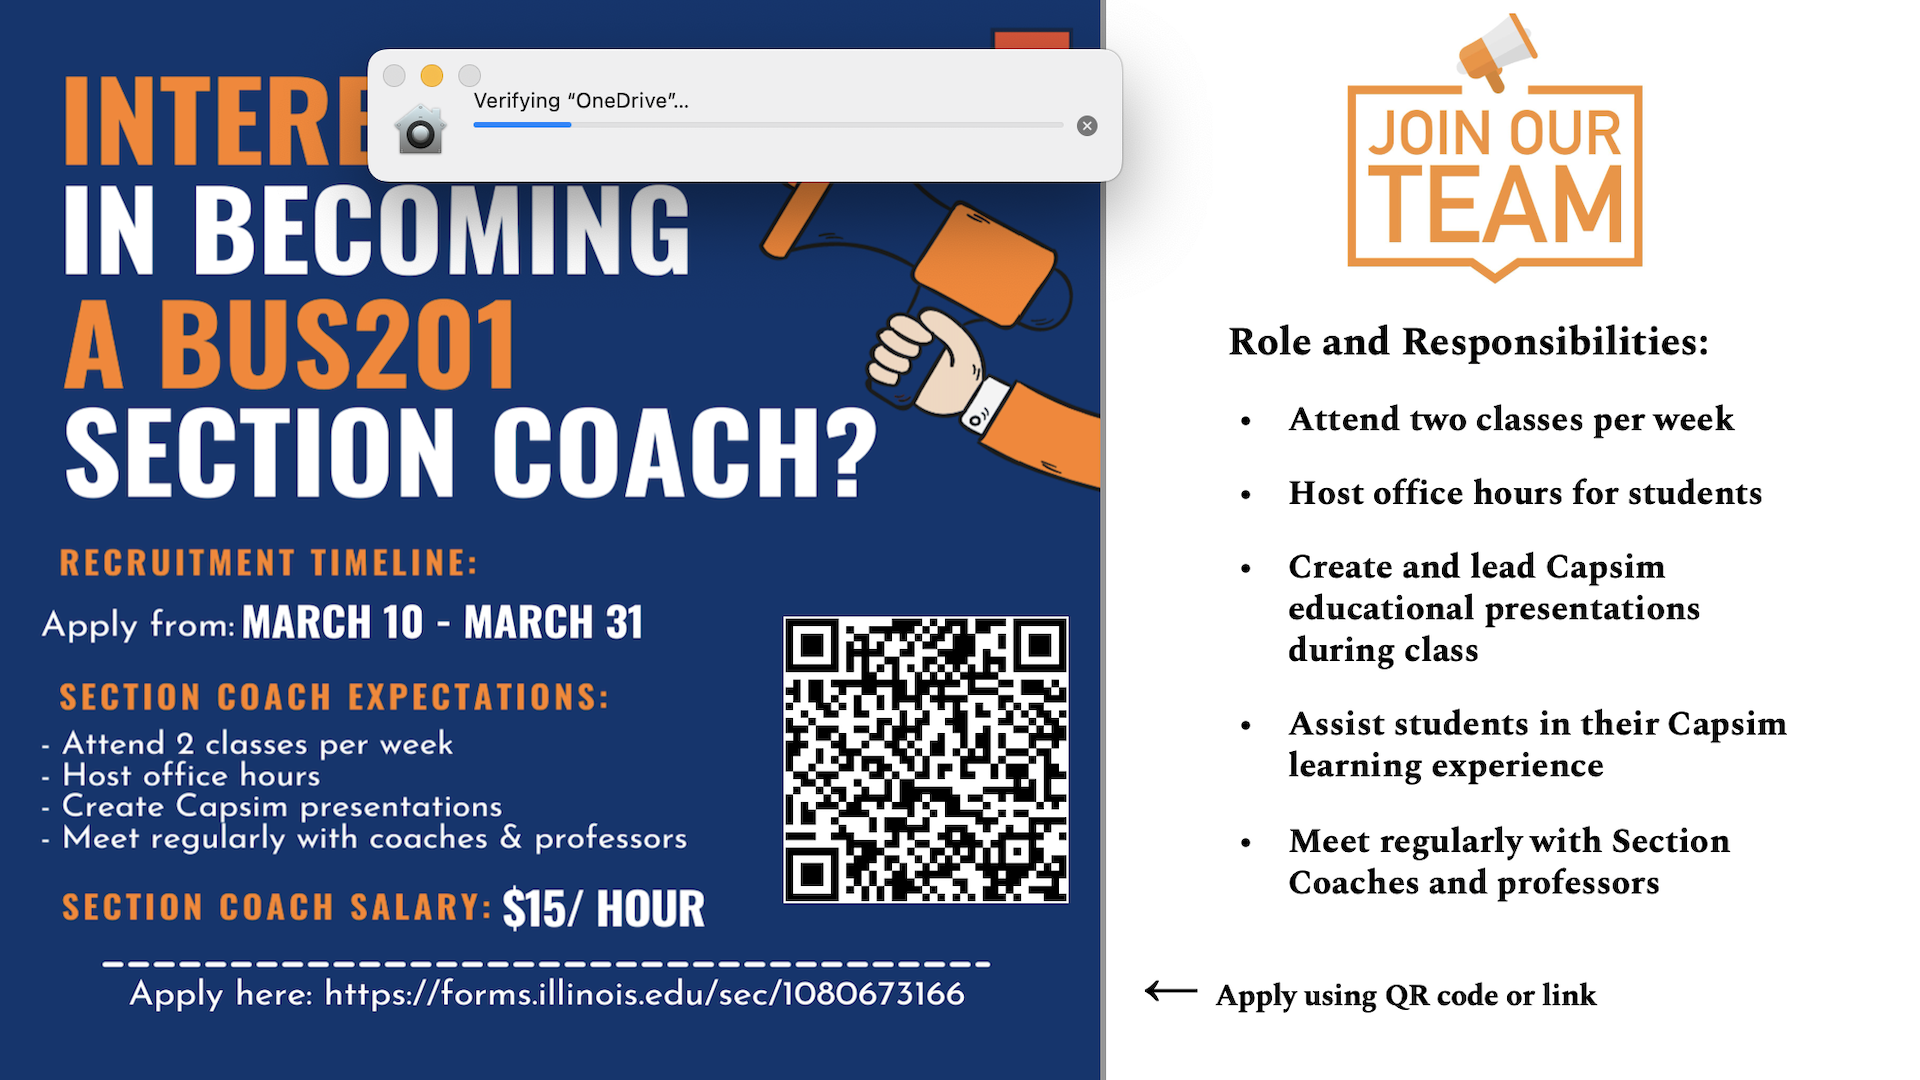 Verifying “OneDrive”...
INTERE
IN BECOMING
A BUS201
SECTION COACH?
RECRUITMENT TIMELINE:
Apply from: MARCH 10 - MARCH 31
SECTION COACH EXPECTATIONS:
- Attend 2 classes per week
- Host office hours
- Create Capsim presentations
- Meet regularly with coaches & professors
SECTION COACH SALARY: $15/ HOUR
Apply here: https://forms.illinois.edu/sec/1080673166
JOIN OUR
TEAM
Role and Responsibilities:
• Attend two classes per week
• Host office hours for students
• Create and lead Capsim
educational presentations
during class
• Assist students in their Capsim
learning experience
• Meet regularly with Section
Coaches and professors
← Apply using QR code or link